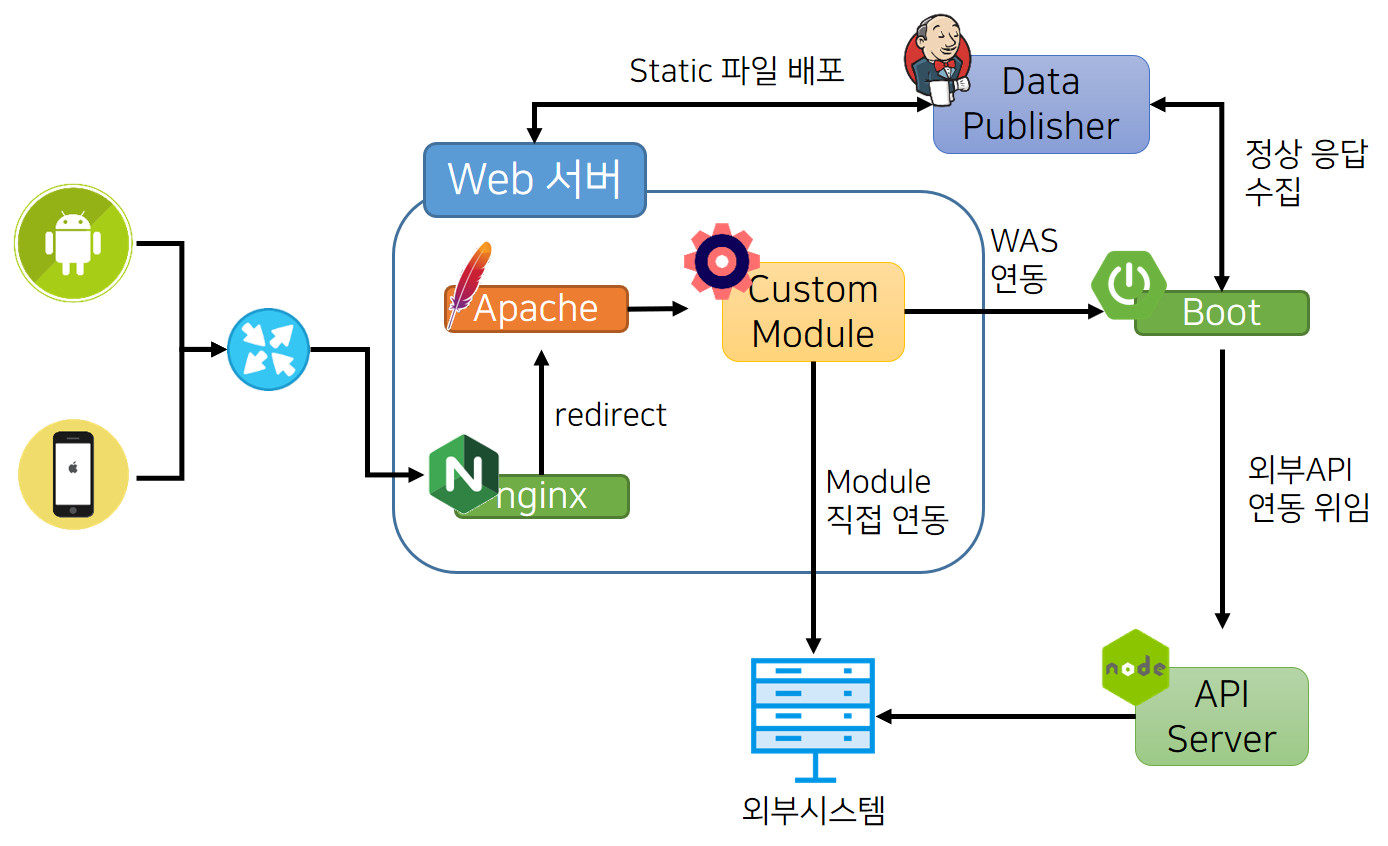 Static 파일 배포
Data
Publisher
Web 서버
정상 응답
수집
WAS
연동
Apache
Custom
Module
Boot
redirect
N
nginx
Module
직접 연동
외부API
연동 위임
node
API
Server
외부시스템